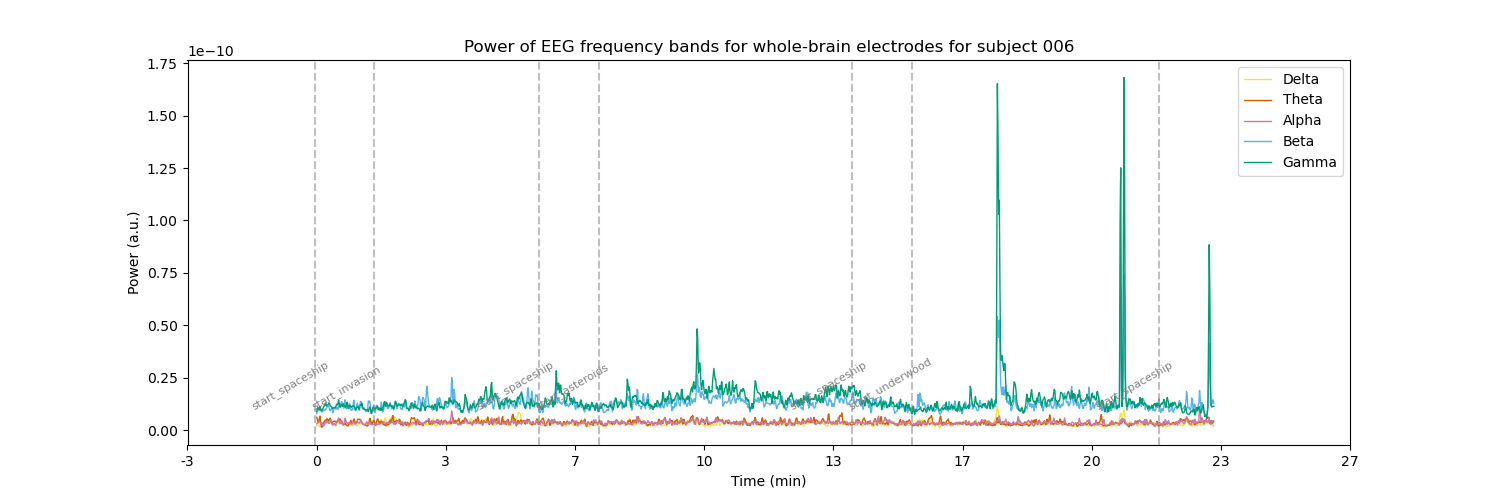 Power of EEG frequency bands for whole-brain electrodes for subject 006
1e−10
1.75
1.50
1.25
1.00
0.75
0.50
0.25
0.00
Power (a.u.)
Delta
Theta
Alpha
Beta
Gamma
start_spaceship
start_invasion
start_spaceship
start_asteroids
start_spaceship
start_underwood
start_spaceship
-3
0
3
7
10
13
17
20
23
27
Time (min)